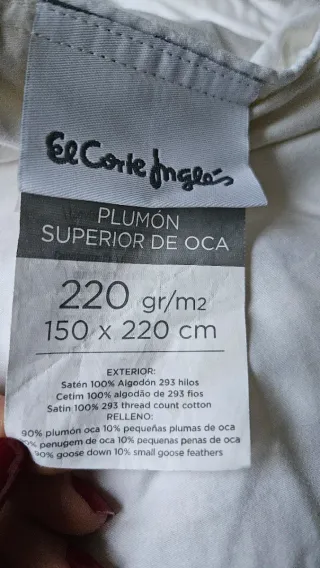 El Corte Inglés
PLUMÓN
SUPERIOR DE OCA
220 gr/m2
150 x 220 cm
EXTERIOR:
Satén 100% Algodón 293 hilos
Cetim 100% algodão de 293 fios
Satin 100% 293 thread count cotton
RELLENO:
90% plumón oca 10% pequeñas plumas de oca
penugem de oca 10% pequenas penas de oca
90% goose down 10% small goose feathers